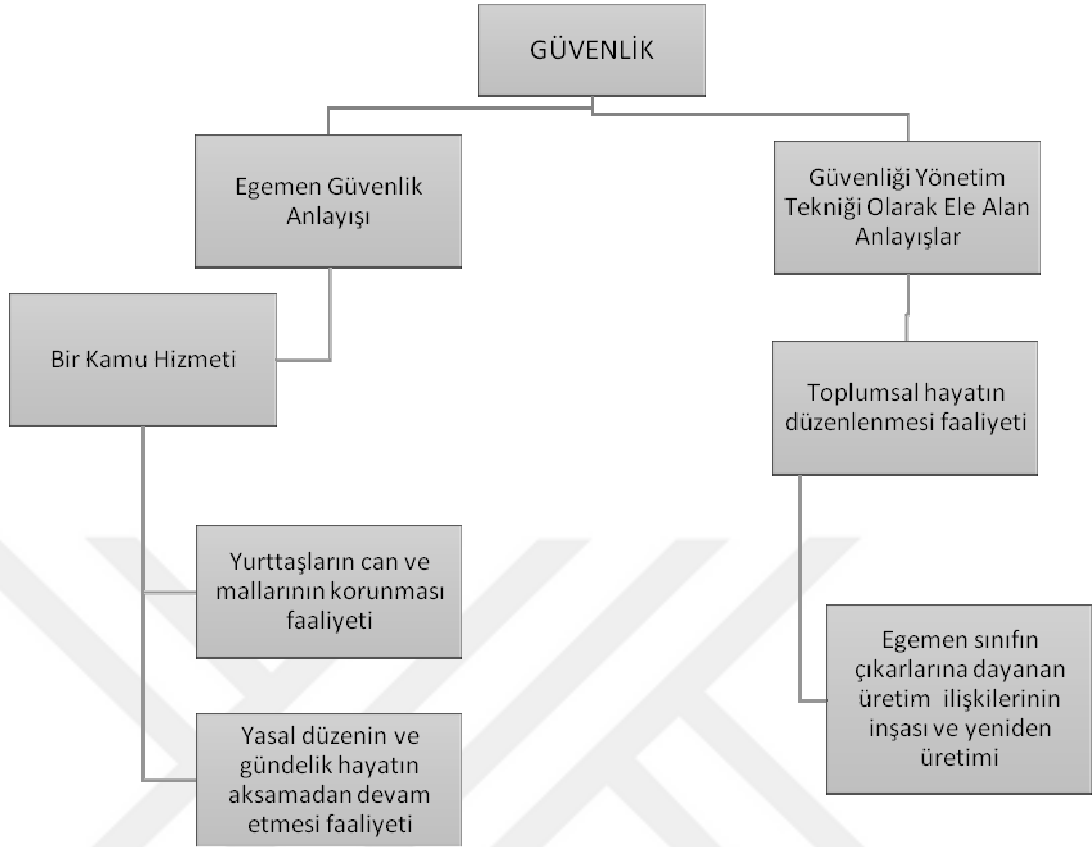 GÜVENLİK
Egemen Güvenlik
Anlayışı
Güvenliği Yönetim
Tekniği Olarak Ele Alan
Anlayışlar
Bir Kamu Hizmeti
Toplumsal hayatın
düzenlenmesi faaliyeti
Yurttaşların can ve
mallarının korunması
faaliyeti
Yasal düzenin ve
gündelik hayatın
aksamadan devam
etmesi faaliyeti
Egemen sınıfın
çıkarlarına dayanan
üretim ilişkilerinin
inşası ve yeniden
üretimi